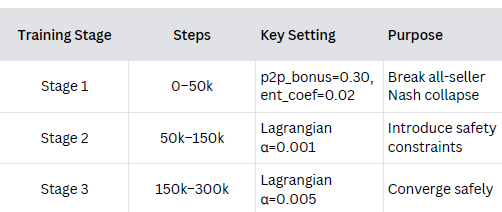 Training Stage Steps Key Setting Purpose
Stage 1 0–50k p2p_bonus=0.30, Break all-seller
ent_coef=0.02 Nash collapse
Stage 2 50k–150k Lagrangian Introduce safety
α=0.001 constraints
Stage 3 150k–300k Lagrangian Converge safely
α=0.005